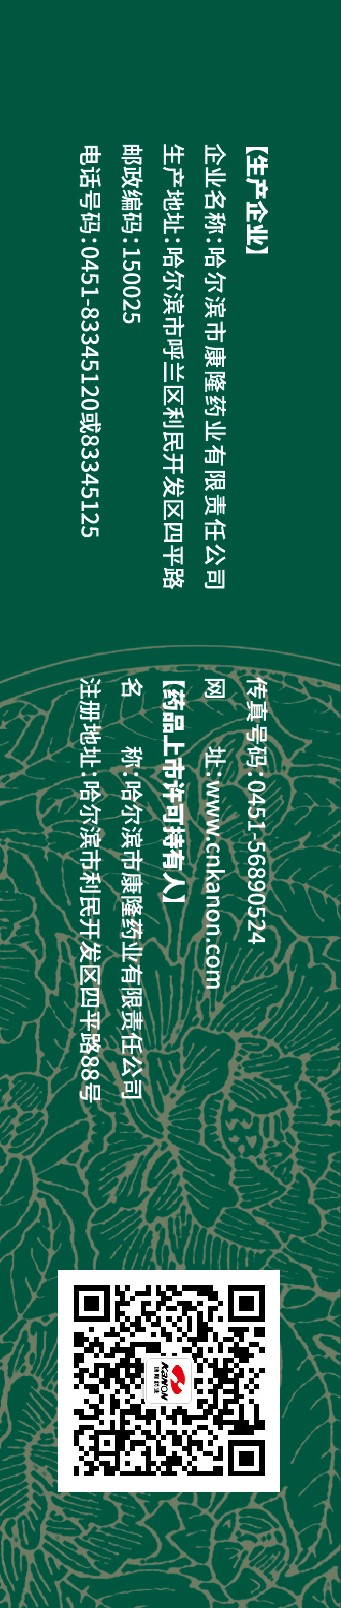 【生产企业】
企业名称:哈尔滨市康隆药业有限责任公司
生产地址:哈尔滨市呼兰区利民开发区四平路
邮政编码:150025
电话号码:0451-83345120或83345125
传真号码:0451-56890524
网 址:www.cnkanon.com
【药品上市许可持有人】
名 称:哈尔滨市康隆药业有限责任公司
注册地址:哈尔滨市利民开发区四平路88号
KANON
康隆药业